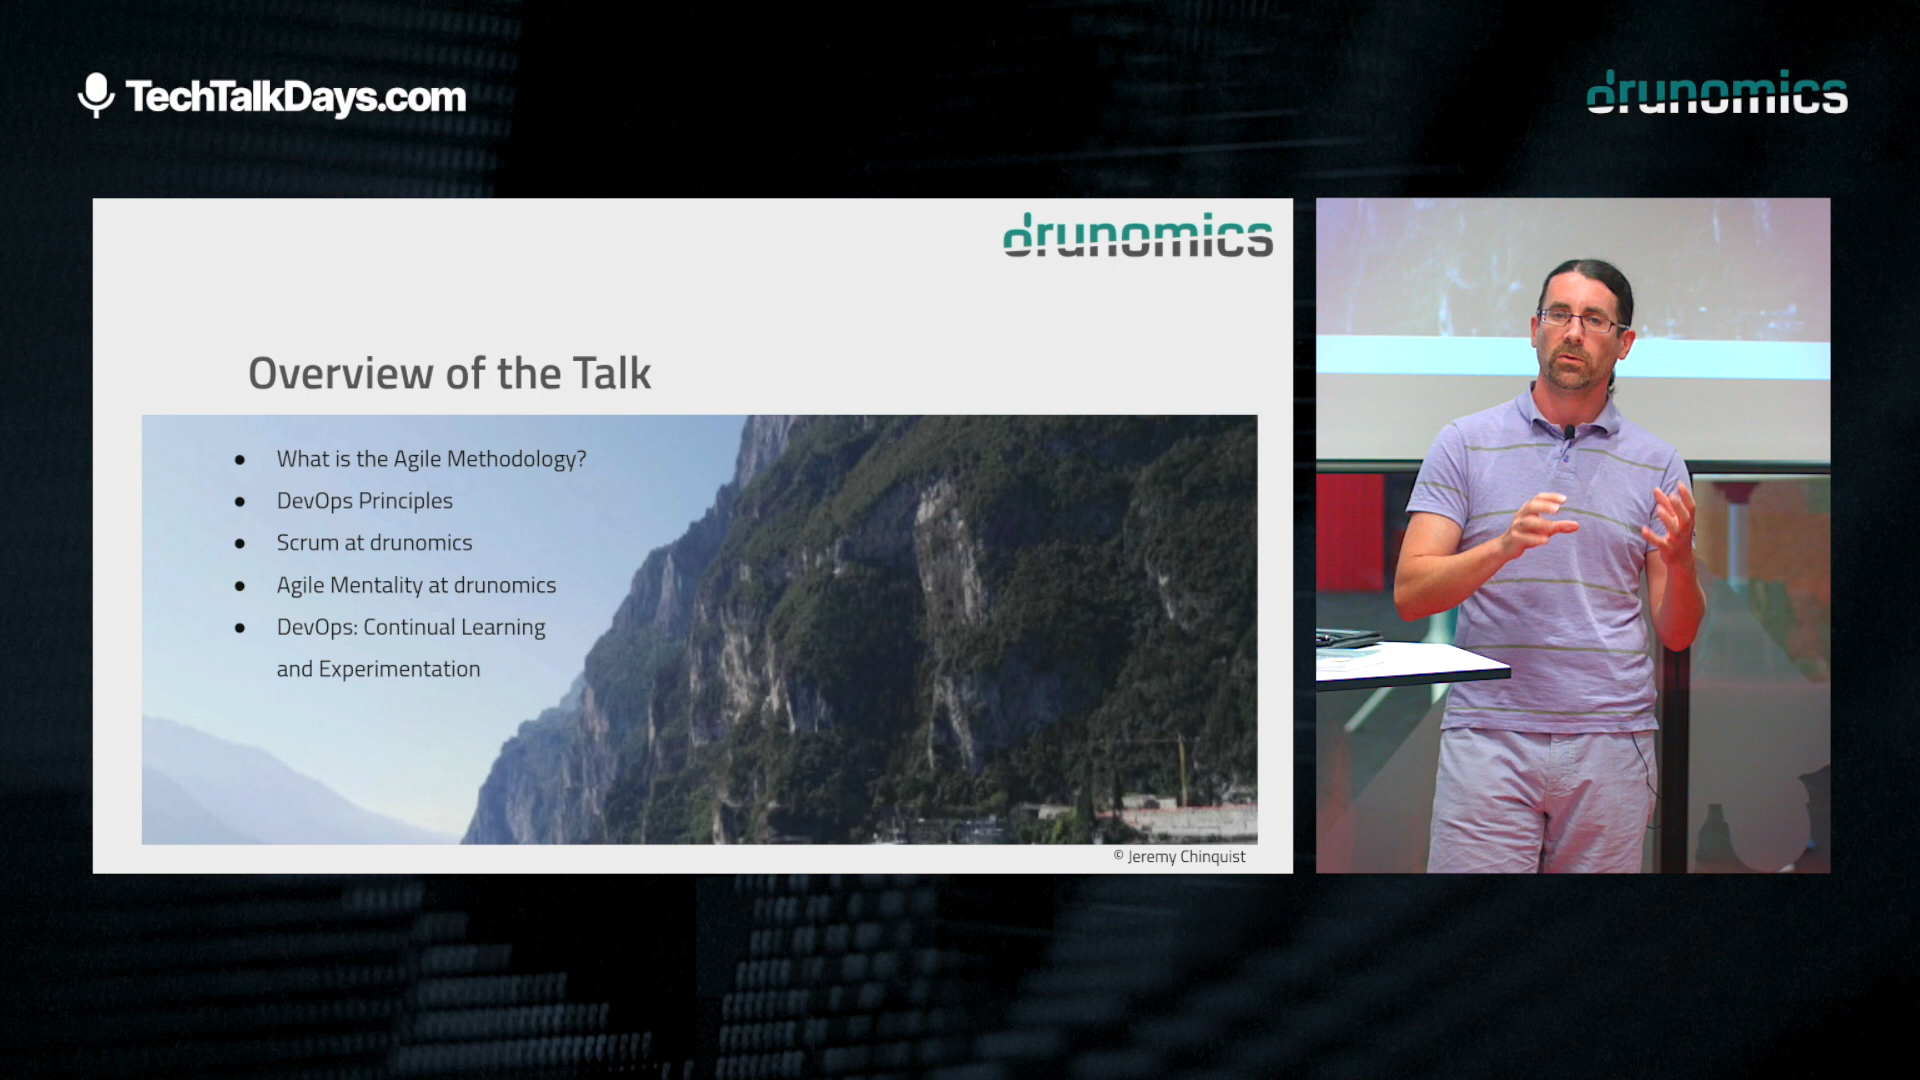 TechTalkDays.com
drunomics
drunomics
Overview of the Talk
● What is the Agile Methodology?
● DevOps Principles
● Scrum at drunomics
● Agile Mentality at drunomics
● DevOps: Continual Learning
and Experimentation
© Jeremy Chinquist